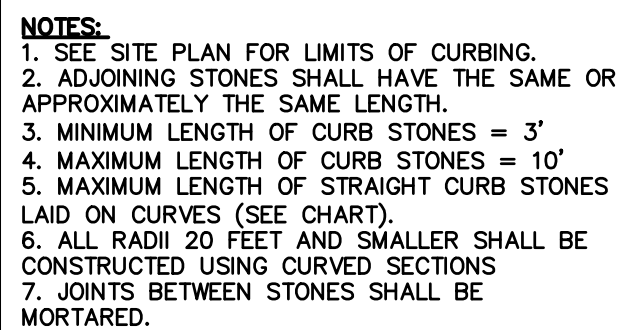 NOTES:
1. SEE SITE PLAN FOR LIMITS OF CURBING.
2. ADJOINING STONES SHALL HAVE THE SAME OR
APPROXIMATELY THE SAME LENGTH.
3. MINIMUM LENGTH OF CURB STONES = 3'
4. MAXIMUM LENGTH OF CURB STONES = 10'
5. MAXIMUM LENGTH OF STRAIGHT CURB STONES
LAID ON CURVES (SEE CHART).
6. ALL RADII 20 FEET AND SMALLER SHALL BE
CONSTRUCTED USING CURVED SECTIONS
7. JOINTS BETWEEN STONES SHALL BE
MORTARED.